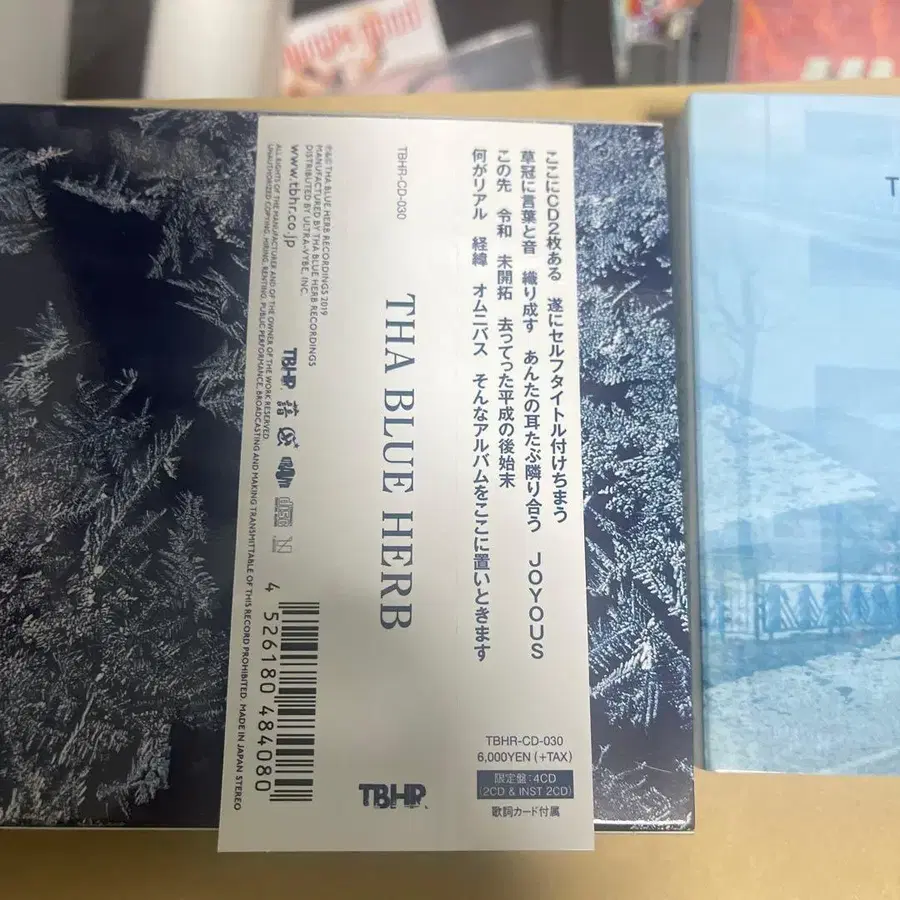 ここにCD2枚ある 遂にセルフタイトル付けちまう
草冠に言葉と音 織り成す あんたの耳たぶ隣り合う JOYOUS
この先 令和 未開拓 去ってった平成の後始末
何がリアル 経緯 オムニバス そんなアルバムをここに置いときます
TBHR-CD-030
6,000YEN (+TAX)
限定盤:4CD
(2CD & INST 2CD)
歌詞カード付属
TBHR-CD-030
THA BLUE HERB
TBHR
℗©THA BLUE HERB RECORDINGS 2019
MANUFACTURED BY THA BLUE HERB RECORDINGS
DISTRIBUTED BY ULTRA-VYBE, INC.
www.tbhr.co.jp
TBHR
ALL RIGHTS OF THE MANUFACTURER AND OF THE OWNER OF THE WORK RESERVED.
UNAUTHORIZED COPYING, HIRING, RENTING, PUBLIC PERFORMANCE, BROADCASTING AND MAKING TRANSMITTABLE OF THIS RECORD PROHIBITED. MADE IN JAPAN STEREO
4 526180 484080
T